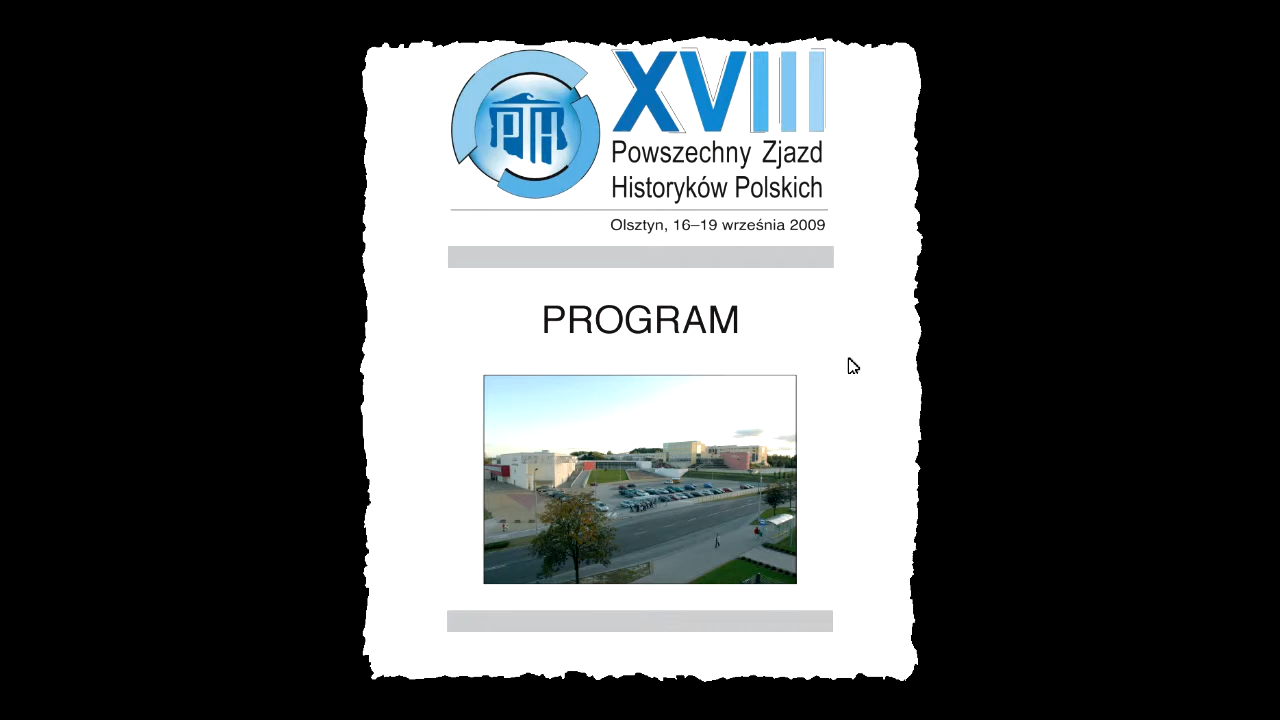 XVIII
PTH
Powszechny Zjazd
Historyków Polskich
Olsztyn, 16–19 września 2009
PROGRAM